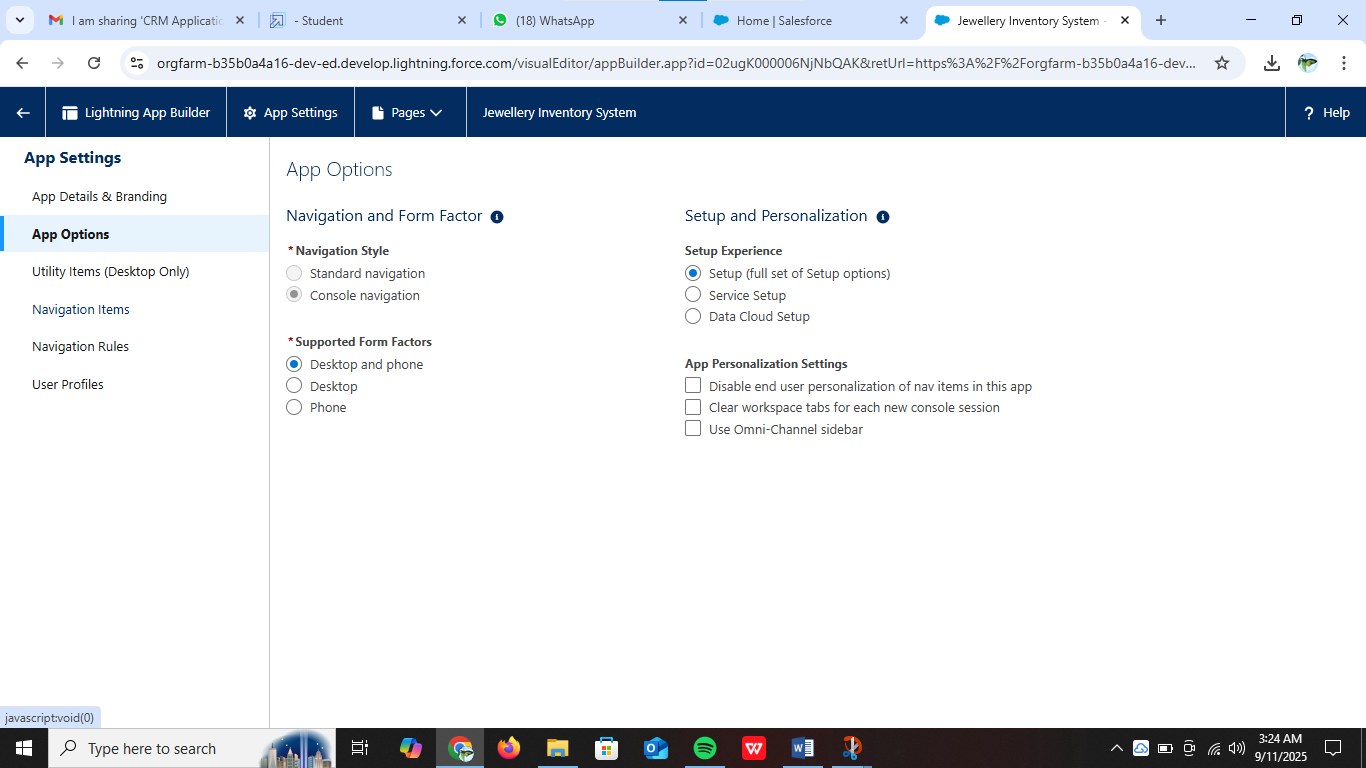 I am sharing 'CRM Applicatio
- Student
(18) WhatsApp
Home | Salesforce
Jewellery Inventory System -
orgfarm-b35b0a4a16-dev-ed.develop.lightning.force.com/visualEditor/appBuilder.app?id=02ugK000006NjNbQAK&retUrl=https%3A%2F%2Forgfarm-b35b0a4a16-dev...
Lightning App Builder
App Settings
Pages
Jewellery Inventory System
? Help
App Settings
App Details & Branding
App Options
Utility Items (Desktop Only)
Navigation Items
Navigation Rules
User Profiles
App Options
Navigation and Form Factor
*Navigation Style
Standard navigation
Console navigation
*Supported Form Factors
Desktop and phone
Desktop
Phone
Setup and Personalization
Setup Experience
Setup (full set of Setup options)
Service Setup
Data Cloud Setup
App Personalization Settings
Disable end user personalization of nav items in this app
Clear workspace tabs for each new console session
Use Omni-Channel sidebar
javascript:void(0)
Type here to search
3:24 AM
9/11/2025